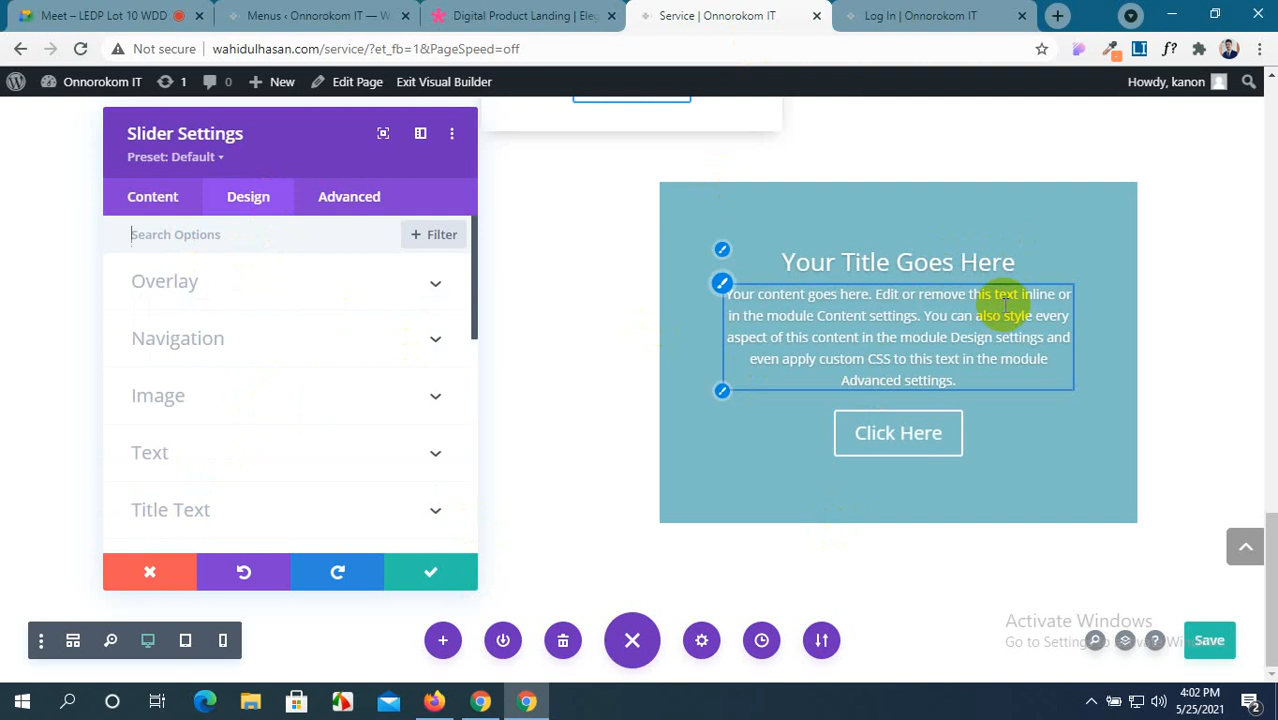 Meet – LEDP Lot 10 WDD
Menus ‹ Onnorokom IT — W
Digital Product Landing | Ele
Service | Onnorokom IT
Log In | Onnorokom IT
Not secure
wahidulhasan.com/service/?et_fb=1&PageSpeed=off
Onnorokom IT
1
New
Edit Page
Exit Visual Builder
Howdy, kanon
Slider Settings
Preset: Default
Content
Design
Advanced
Search Options
+ Filter
Overlay
Navigation
Image
Text
Title Text
Your Title Goes Here
Your content goes here. Edit or remove this text inline or
in the module Content settings. You can also style every
aspect of this content in the module Design settings and
even apply custom CSS to this text in the module
Advanced settings.
Click Here
Activate Windows
Go to Settings to Activate Windows.
Save
4:02 PM
5/25/2021
2